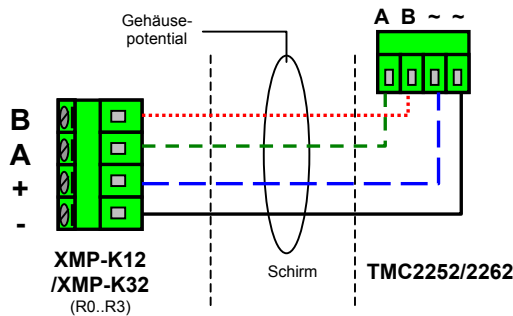 Gehäuse-
potential
A B ~ ~
B
A
+
-
XMP-K12
/XMP-K32
(R0..R3)
Schirm
TMC2252/2262